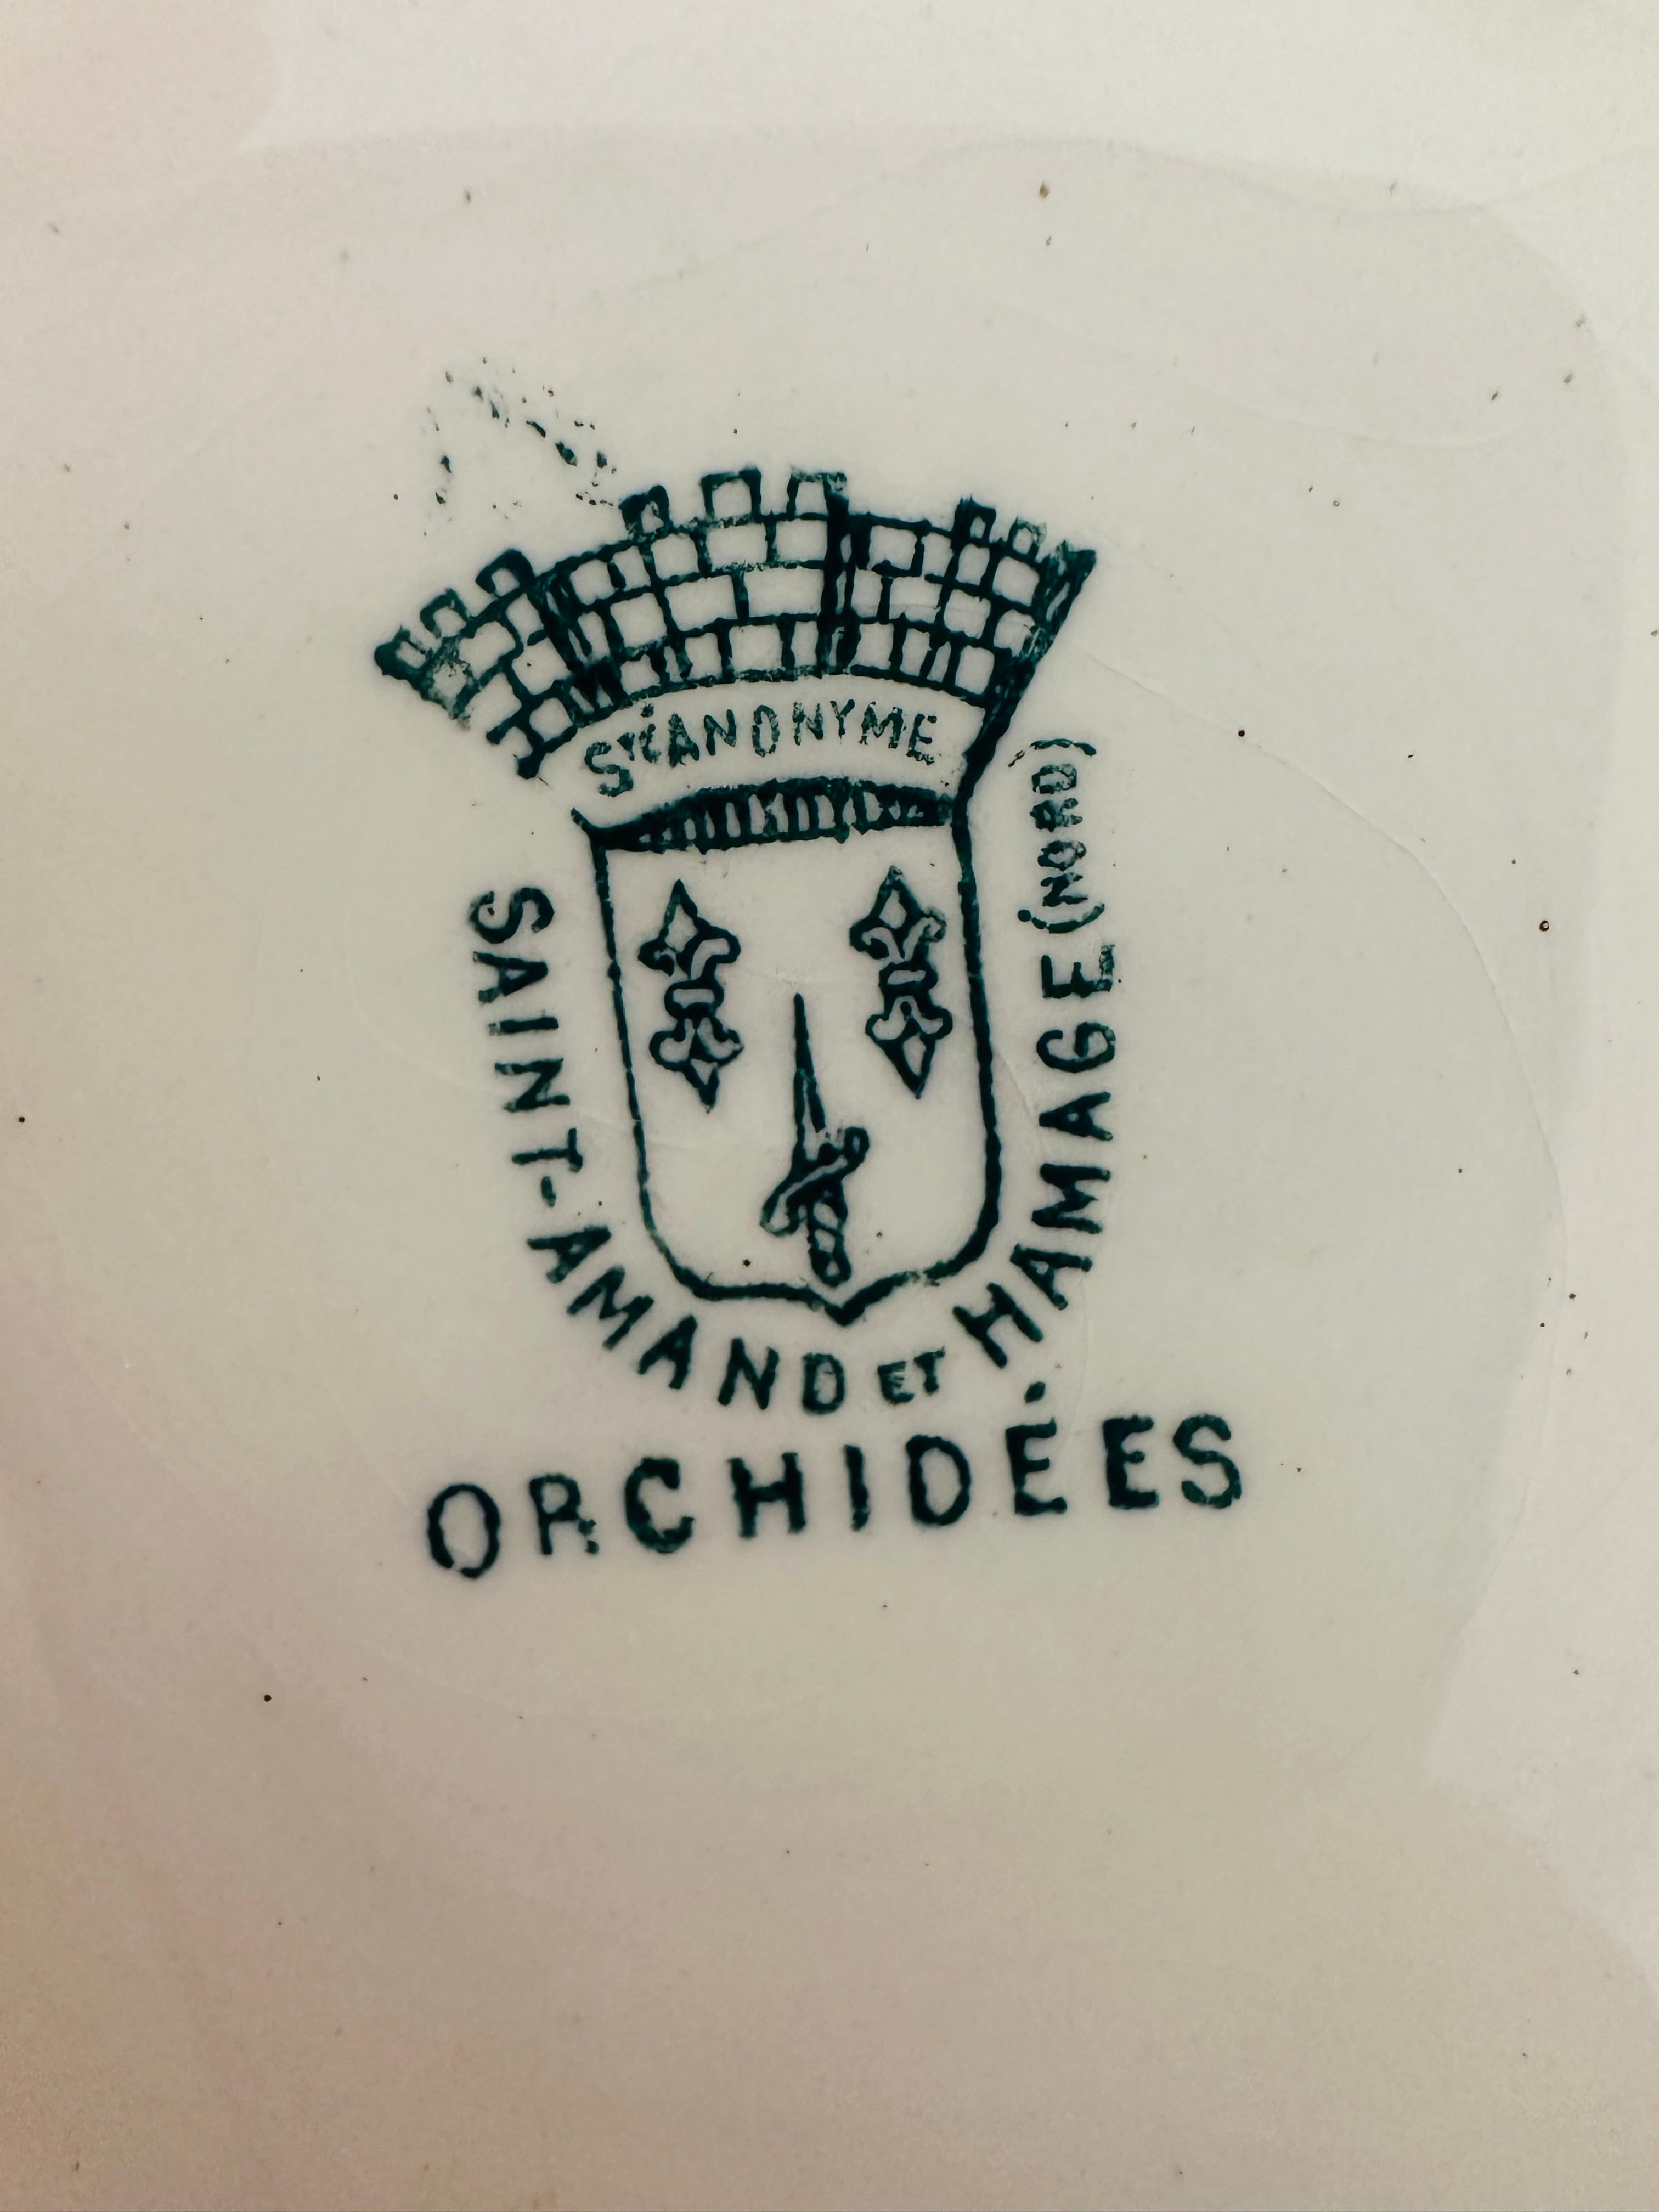 Sté ANONYME
SAINT-AMAND ET HAMAGE (NORD)
ORCHIDÉES